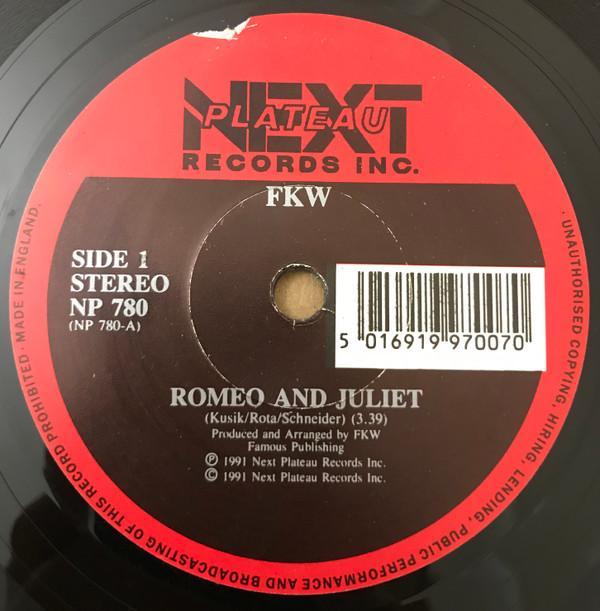 NEXT
PLATEAU
RECORDS INC.
FKW
SIDE 1
STEREO
NP 780
(NP 780-A)
5 016919 970070
ROMEO AND JULIET
(Kusik/Rota/Schneider) (3.39)
Produced and Arranged by FKW
Famous Publishing
℗ 1991 Next Plateau Records Inc.
© 1991 Next Plateau Records Inc.
· UNAUTHORISED COPYING, HIRING, LENDING, PUBLIC PERFORMANCE AND BROADCASTING OF THIS RECORD PROHIBITED · MADE IN ENGLAND.